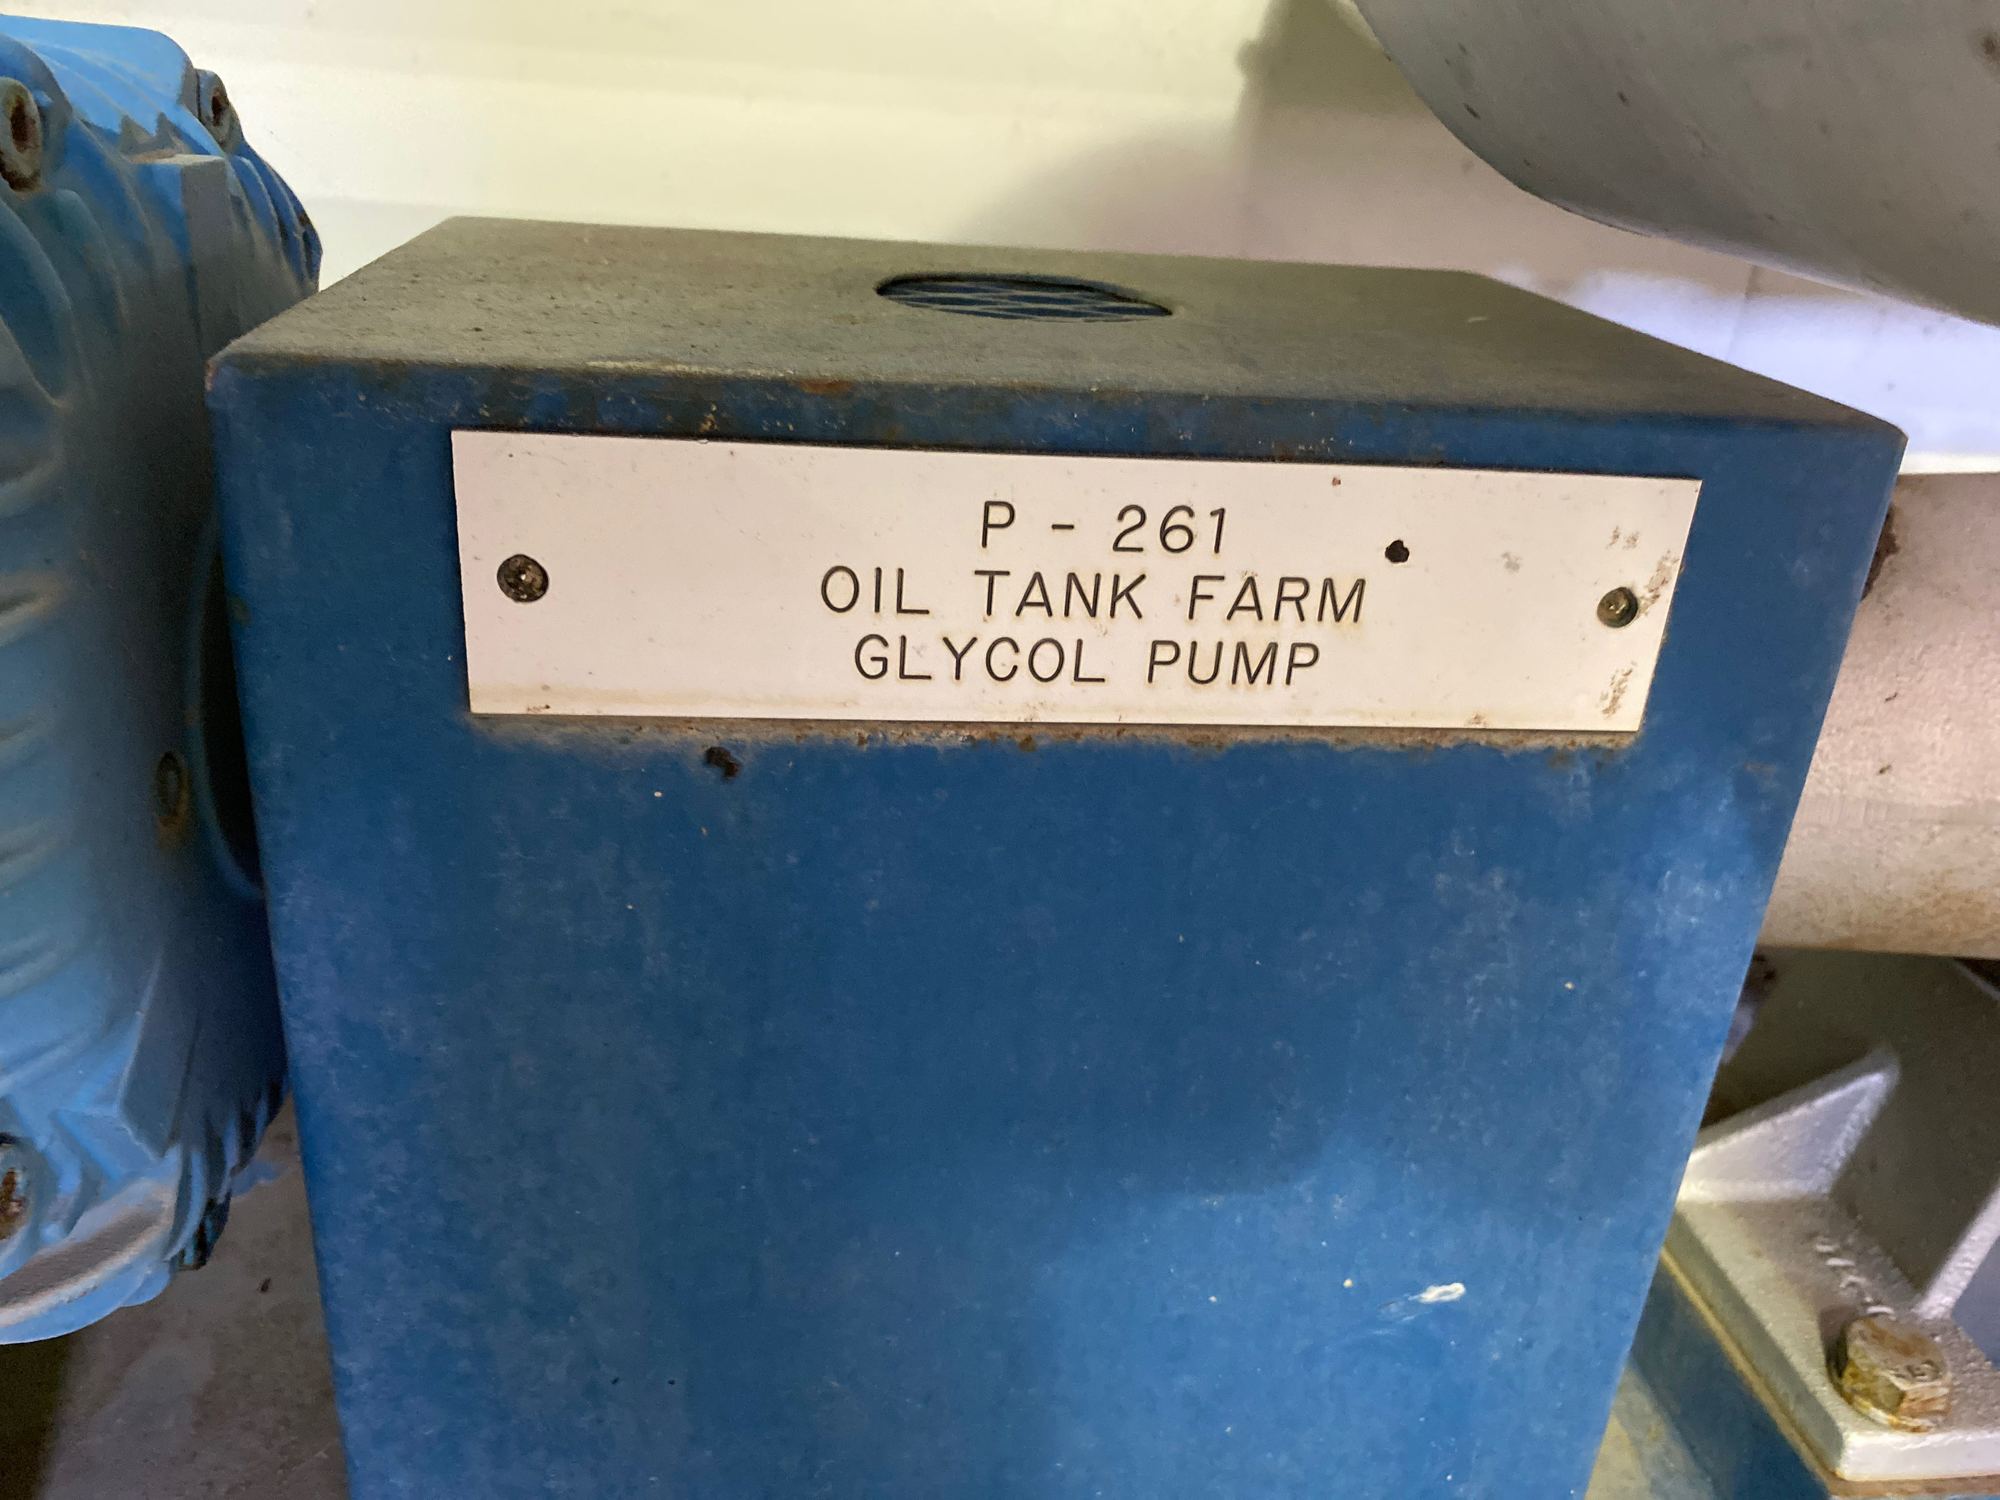 P - 261
OIL TANK FARM
GLYCOL PUMP